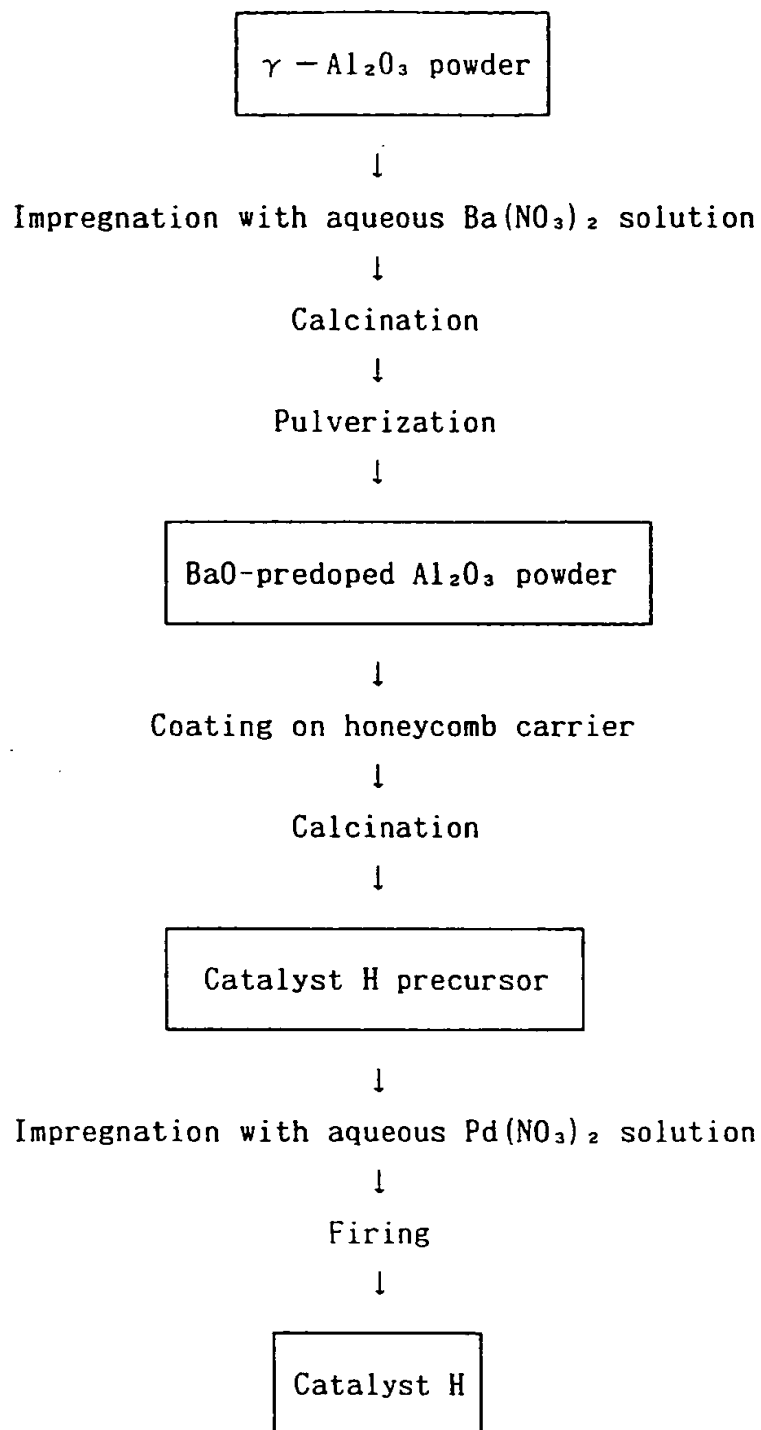 γ－Al₂O₃ powder
↓
Impregnation with aqueous Ba(NO₃)₂ solution
↓
Calcination
↓
Pulverization
↓
BaO-predoped Al₂O₃ powder
↓
Coating on honeycomb carrier
↓
Calcination
↓
Catalyst H precursor
↓
Impregnation with aqueous Pd(NO₃)₂ solution
↓
Firing
↓
Catalyst H